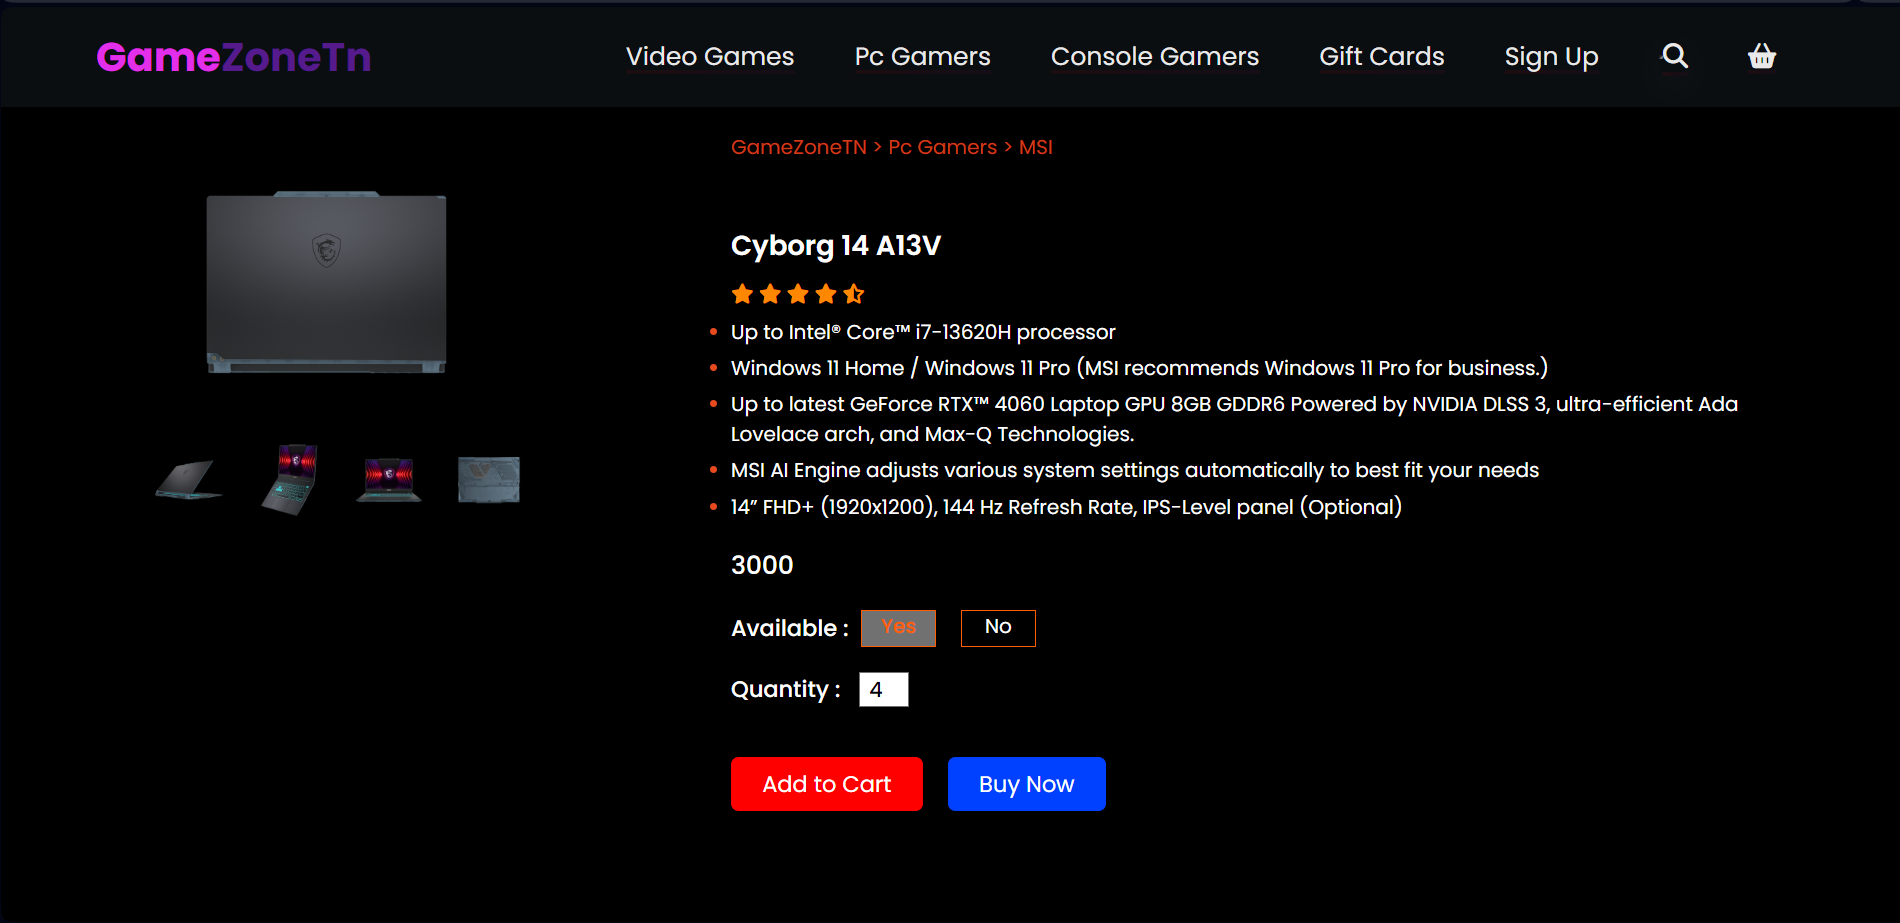 GameZoneTn
Video Games
Pc Gamers
Console Gamers
Gift Cards
Sign Up
GameZoneTN > Pc Gamers > MSI
Cyborg 14 A13V
Up to Intel® Core™ i7-13620H processor
Windows 11 Home / Windows 11 Pro (MSI recommends Windows 11 Pro for business.)
Up to latest GeForce RTX™ 4060 Laptop GPU 8GB GDDR6 Powered by NVIDIA DLSS 3, ultra-efficient Ada
Lovelace arch, and Max-Q Technologies.
MSI AI Engine adjusts various system settings automatically to best fit your needs
14” FHD+ (1920x1200), 144 Hz Refresh Rate, IPS-Level panel (Optional)
3000
Available : Yes No
Quantity : 4
Add to Cart
Buy Now